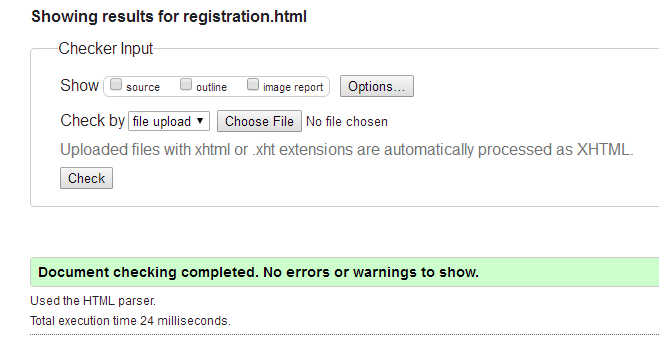 Showing results for registration.html
Checker Input
Show source outline image report Options...
Check by file upload Choose File No file chosen
Uploaded files with xhtml or .xht extensions are automatically processed as XHTML.
Check
Document checking completed. No errors or warnings to show.
Used the HTML parser.
Total execution time 24 milliseconds.